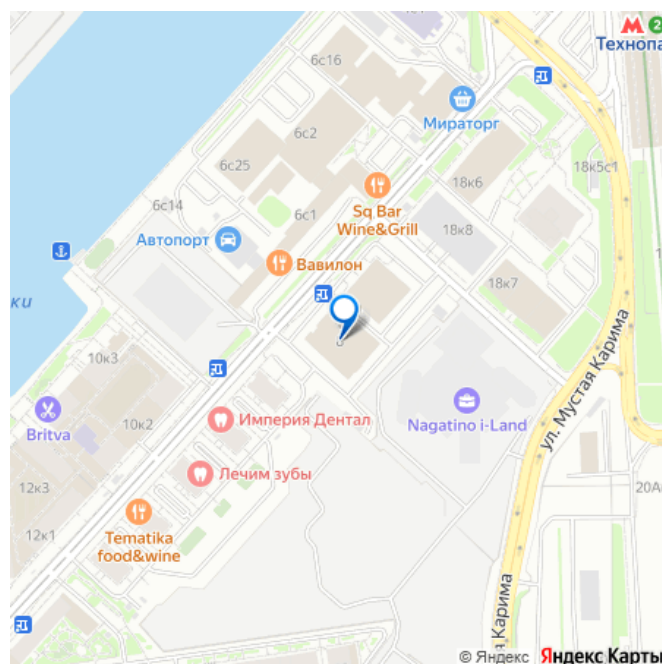 6с16
Технопа
2
6с2
Мираторг
6с25
18к6
18к5с1
Sq Bar
Wine&Grill
6с14
6с1
18к8
Автопорт
Вавилон
18к7
ки
10к3
ул. Мустая Карима
Империя Дентал
Nagatino i-Land
Britva
10к2
Лечим зубы
12к3
Tematika
food&wine
12к1
20А
а Карима
© Яндекс
Яндекс Карты